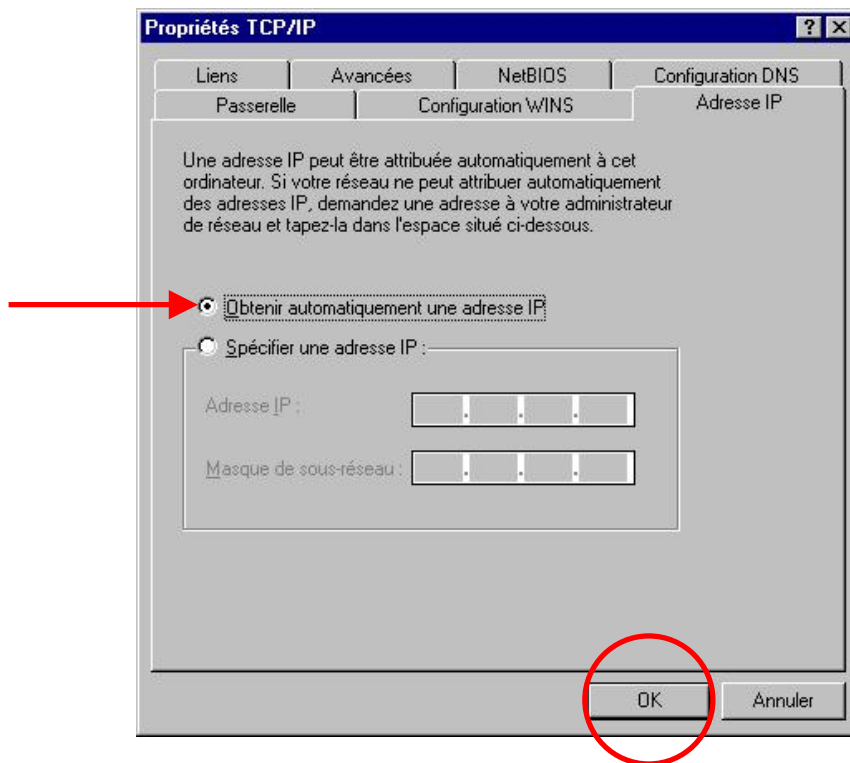 Propriétés TCP/IP
Liens Avancées NetBIOS Configuration DNS
Passerelle Configuration WINS Adresse IP
Une adresse IP peut être attribuée automatiquement à cet
ordinateur. Si votre réseau ne peut attribuer automatiquement
des adresses IP, demandez une adresse à votre administrateur
de réseau et tapez-la dans l'espace situé ci-dessous.
Obtenir automatiquement une adresse IP
Spécifier une adresse IP :
Adresse IP :
Masque de sous-réseau :
OK Annuler